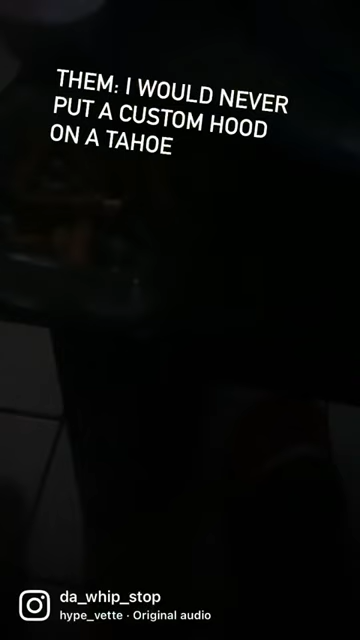 THEM: I WOULD NEVER
PUT A CUSTOM HOOD
ON A TAHOE
da_whip_stop
hype_vette · Original audio